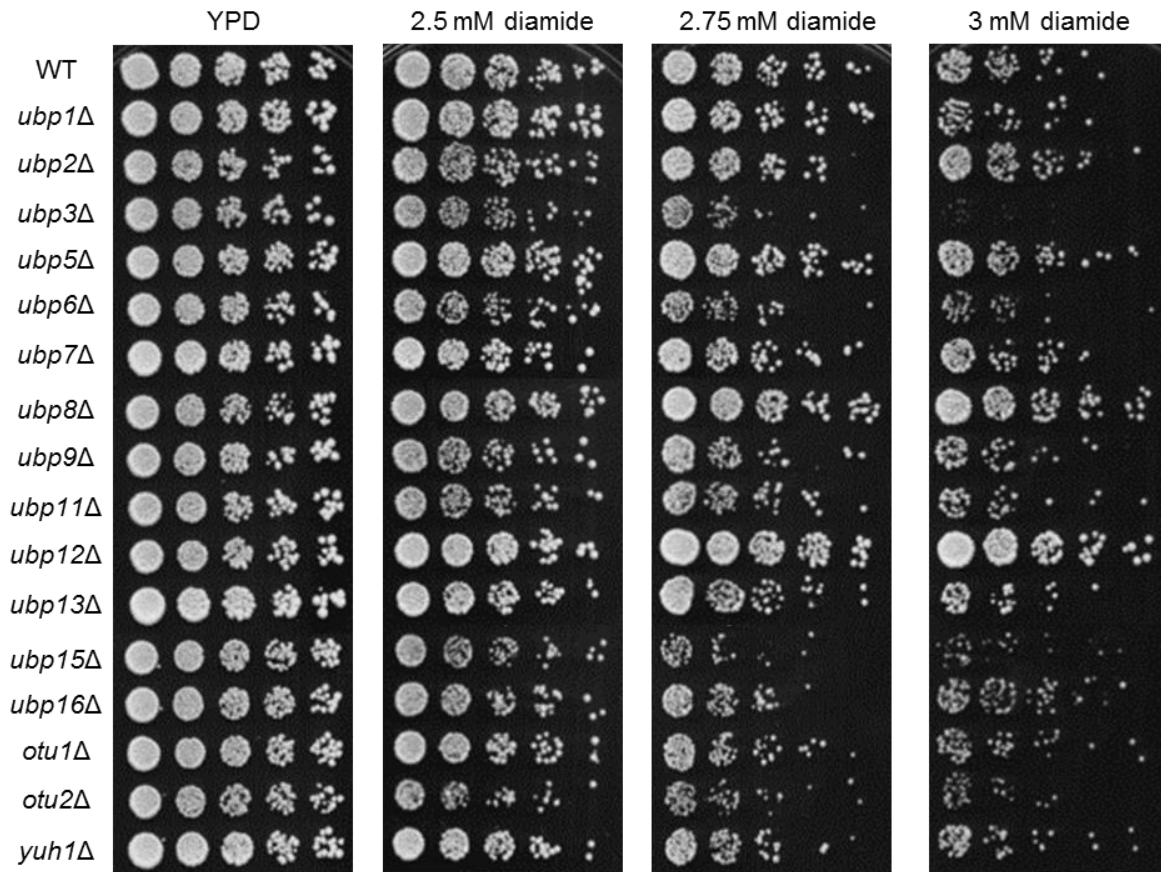 YPD 2.5 mM diamide 2.75 mM diamide 3 mM diamide
WT
ubp1Δ
ubp2Δ
ubp3Δ
ubp5Δ
ubp6Δ
ubp7Δ
ubp8Δ
ubp9Δ
ubp11Δ
ubp12Δ
ubp13Δ
ubp15Δ
ubp16Δ
otu1Δ
otu2Δ
yuh1Δ